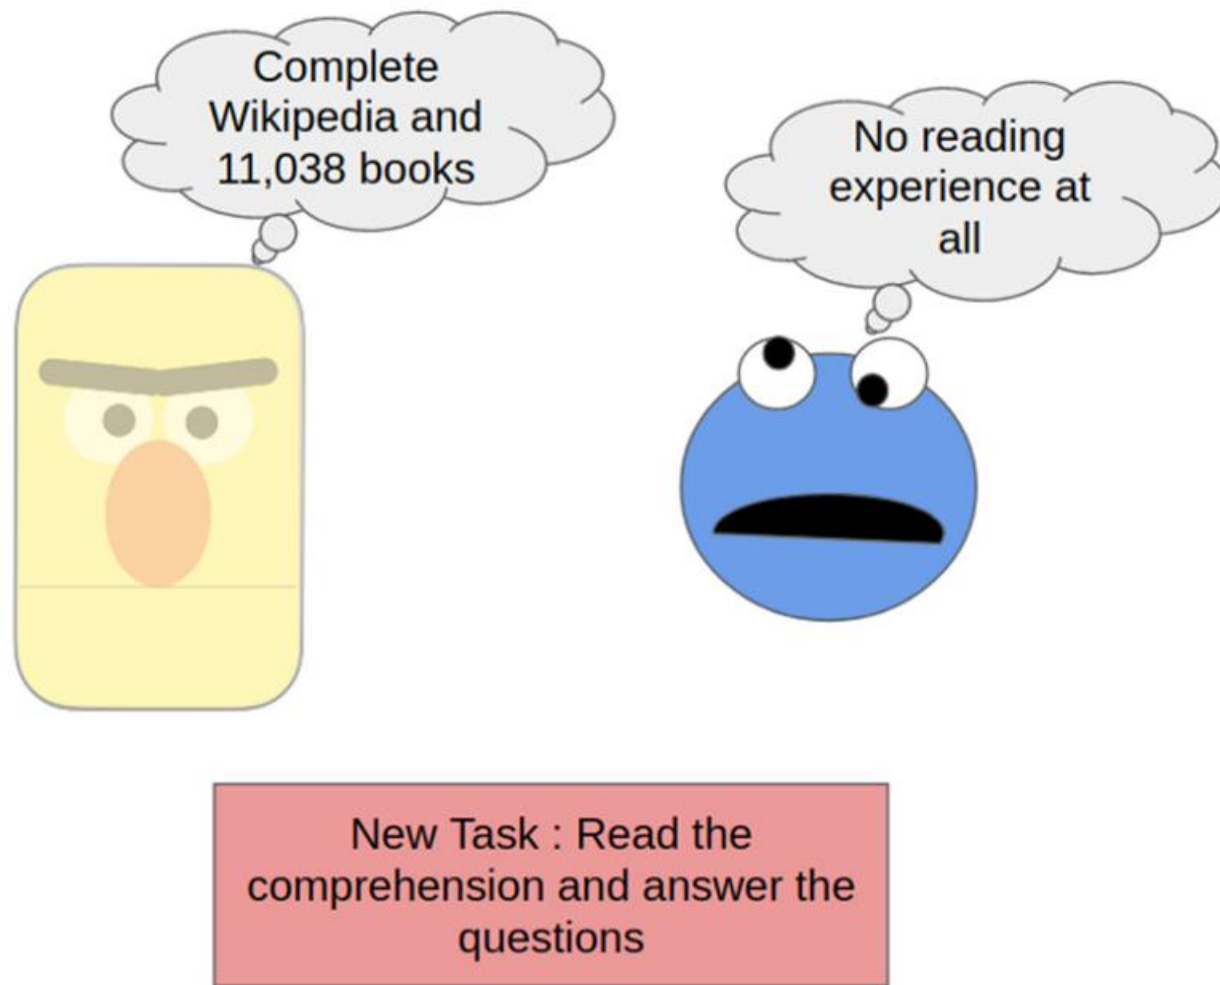 Complete
Wikipedia and
11,038 books
No reading
experience at
all
New Task : Read the
comprehension and answer the
questions